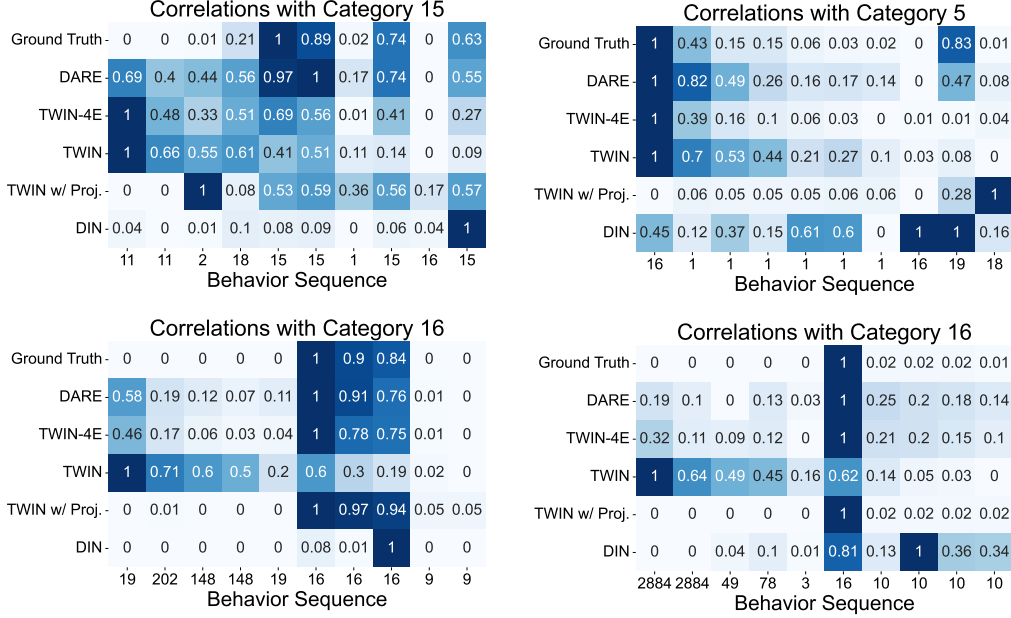 Correlations with Category 15
Ground Truth 0 0 0.01 0.21 1 0.89 0.02 0.74 0 0.63
DARE 0.69 0.4 0.44 0.56 0.97 1 0.17 0.74 0 0.55
TWIN-4E 1 0.48 0.33 0.51 0.69 0.56 0.01 0.41 0 0.27
TWIN 1 0.66 0.55 0.61 0.41 0.51 0.11 0.14 0 0.09
TWIN w/ Proj. 0 0 1 0.08 0.53 0.59 0.36 0.56 0.17 0.57
DIN 0.04 0 0.01 0.1 0.08 0.09 0 0.06 0.04 1
11 11 2 18 15 15 1 15 16 15
Behavior Sequence
Correlations with Category 5
Ground Truth 1 0.43 0.15 0.15 0.06 0.03 0.02 0 0.83 0.01
DARE 1 0.82 0.49 0.26 0.16 0.17 0.14 0 0.47 0.08
TWIN-4E 1 0.39 0.16 0.1 0.06 0.03 0 0.01 0.01 0.04
TWIN 1 0.7 0.53 0.44 0.21 0.27 0.1 0.03 0.08 0
TWIN w/ Proj. 0 0.06 0.05 0.05 0.05 0.06 0.06 0 0.28 1
DIN 0.45 0.12 0.37 0.15 0.61 0.6 0 1 1 0.16
16 1 1 1 1 1 1 16 19 18
Behavior Sequence
Correlations with Category 16
Ground Truth 0 0 0 0 0 1 0.9 0.84 0 0
DARE 0.58 0.19 0.12 0.07 0.11 1 0.91 0.76 0.01 0
TWIN-4E 0.46 0.17 0.06 0.03 0.04 1 0.78 0.75 0.01 0
TWIN 1 0.71 0.6 0.5 0.2 0.6 0.3 0.19 0.02 0
TWIN w/ Proj. 0 0.01 0 0 0 1 0.97 0.94 0.05 0.05
DIN 0 0 0 0 0 0.08 0.01 1 0 0
19 202 148 148 19 16 16 16 9 9
Behavior Sequence
Correlations with Category 16
Ground Truth 0 0 0 0 0 1 0.02 0.02 0.02 0.01
DARE 0.19 0.1 0 0.13 0.03 1 0.25 0.2 0.18 0.14
TWIN-4E 0.32 0.11 0.09 0.12 0 1 0.21 0.2 0.15 0.1
TWIN 1 0.64 0.49 0.45 0.16 0.62 0.14 0.05 0.03 0
TWIN w/ Proj. 0 0 0 0 0 1 0.02 0.02 0.02 0.02
DIN 0 0 0.04 0.1 0.01 0.81 0.13 1 0.36 0.34
2884 2884 49 78 3 16 10 10 10 10
Behavior Sequence